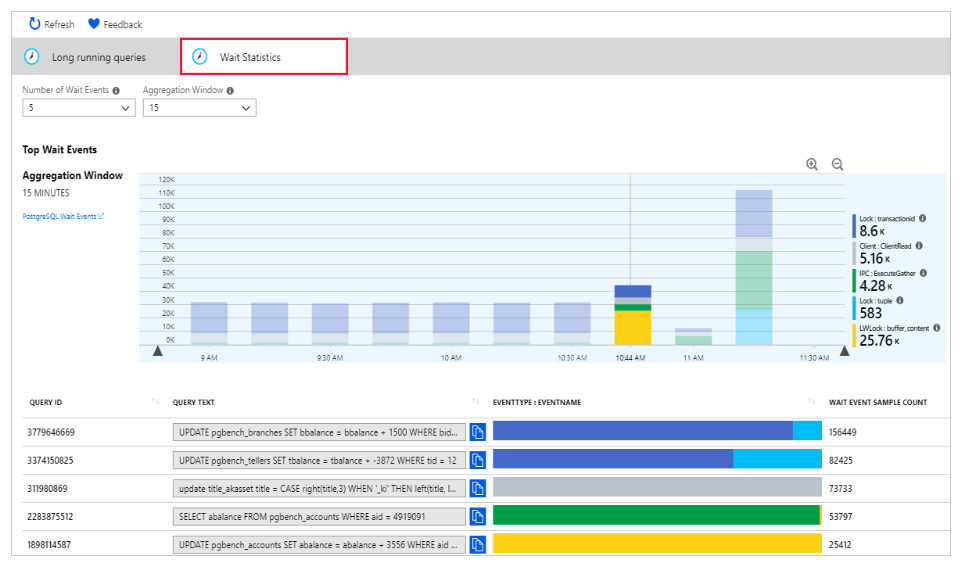 Refresh Feedback
Long running queries Wait Statistics
Number of Wait Events Aggregation Window
5 15
Top Wait Events
Aggregation Window
15 MINUTES
PostgreSQL Wait Events
120K
110K
100K
90K
80K
70K
60K
50K
40K
30K
20K
10K
0K
9 AM 9:30 AM 10 AM 10:30 AM 10:44 AM 11 AM 11:30 AM
Lock : transactionid
8.6 K
Client : ClientRead
5.16 K
IPC : ExecuteGather
4.28 K
Lock : tuple
583
LWLock : buffer_content
25.76 K
QUERY ID QUERY TEXT EVENTTYPE : EVENTNAME WAIT EVENT SAMPLE COUNT
3779646669 UPDATE pgbench_branches SET bbalance = bbalance + 1500 WHERE bid... 156449
3374150825 UPDATE pgbench_tellers SET tbalance = tbalance + -3872 WHERE tid = 12 82425
311980869 update title_akasset title = CASE right(title,3) WHEN '_lo' THEN left(title, l... 73733
2283875512 SELECT abalance FROM pgbench_accounts WHERE aid = 4919091 53797
1898114587 UPDATE pgbench_accounts SET abalance = abalance + 3556 WHERE aid ... 25412